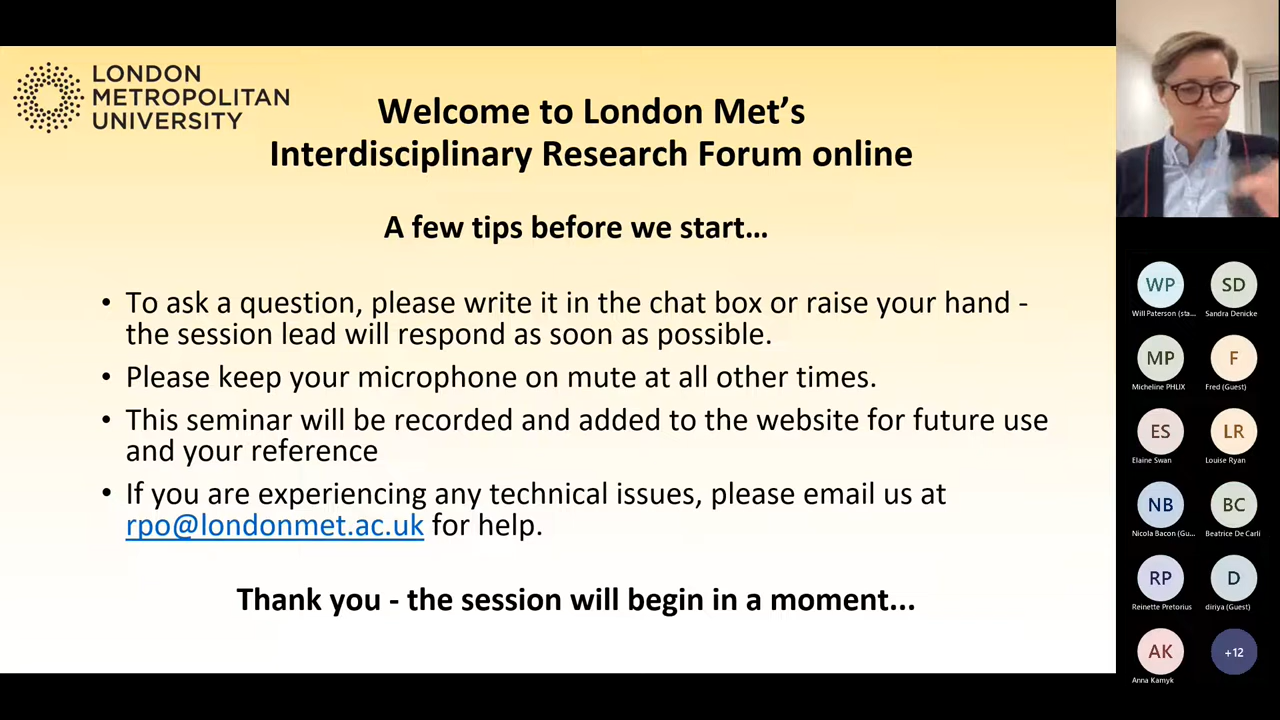 LONDON
METROPOLITAN
UNIVERSITY
Welcome to London Met’s
Interdisciplinary Research Forum online
A few tips before we start…
• To ask a question, please write it in the chat box or raise your hand -
the session lead will respond as soon as possible.
• Please keep your microphone on mute at all other times.
• This seminar will be recorded and added to the website for future use
and your reference
• If you are experiencing any technical issues, please email us at
rpo@londonmet.ac.uk for help.
Thank you - the session will begin in a moment...
WP SD
Will Paterson (sta... Sandra Denicke
MP F
Micheline PHLIX Fred (Guest)
ES LR
Elaine Swan Louise Ryan
NB BC
Nicola Bacon (Gu... Beatrice De Carli
RP D
Reinette Pretorius diriya (Guest)
AK +12
Anna Kamyk